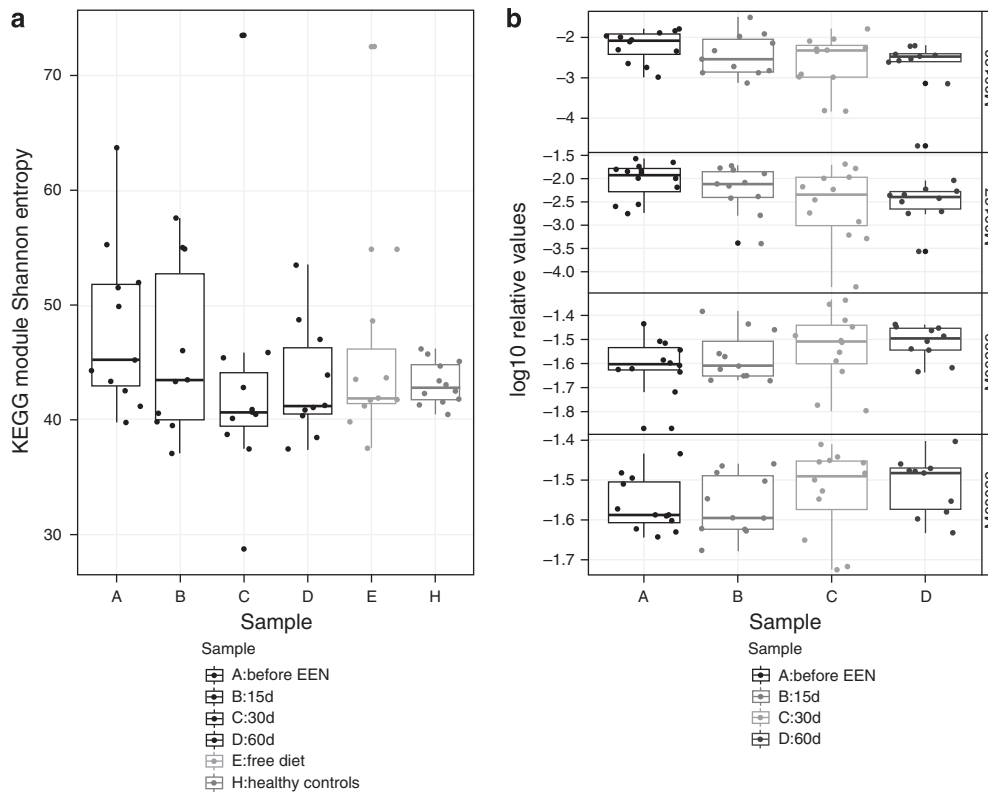 a
KEGG module Shannon entropy
70
60
50
40
30
A B C D E H
Sample
Sample
A:before EEN
B:15d
C:30d
D:60d
E:free diet
H:healthy controls
b
log10 relative values
−2
−3
−4
−1.5
−2.0
−2.5
−3.0
−3.5
−4.0
−1.4
−1.5
−1.6
−1.7
−1.8
−1.4
−1.5
−1.6
−1.7
A B C D
Sample
Sample
A:before EEN
B:15d
C:30d
D:60d